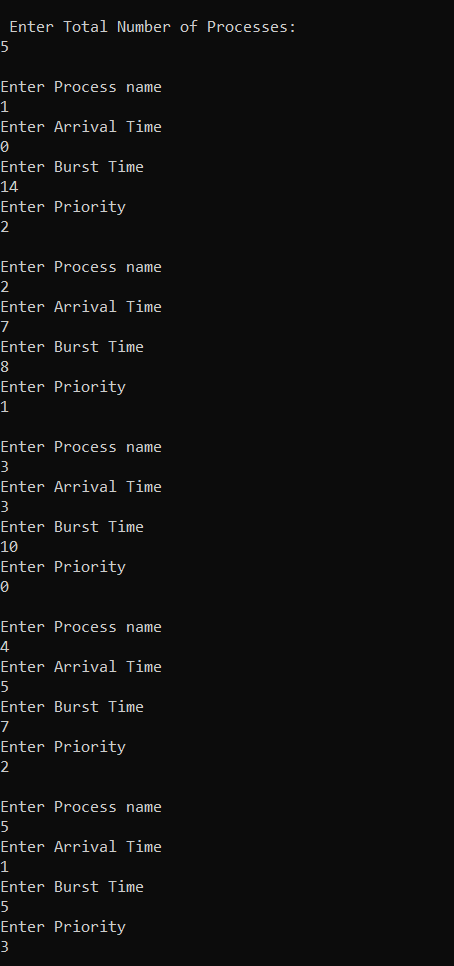 Enter Total Number of Processes:
5
Enter Process name
1
Enter Arrival Time
0
Enter Burst Time
14
Enter Priority
2
Enter Process name
2
Enter Arrival Time
7
Enter Burst Time
8
Enter Priority
1
Enter Process name
3
Enter Arrival Time
3
Enter Burst Time
10
Enter Priority
0
Enter Process name
4
Enter Arrival Time
5
Enter Burst Time
7
Enter Priority
2
Enter Process name
5
Enter Arrival Time
1
Enter Burst Time
5
Enter Priority
3